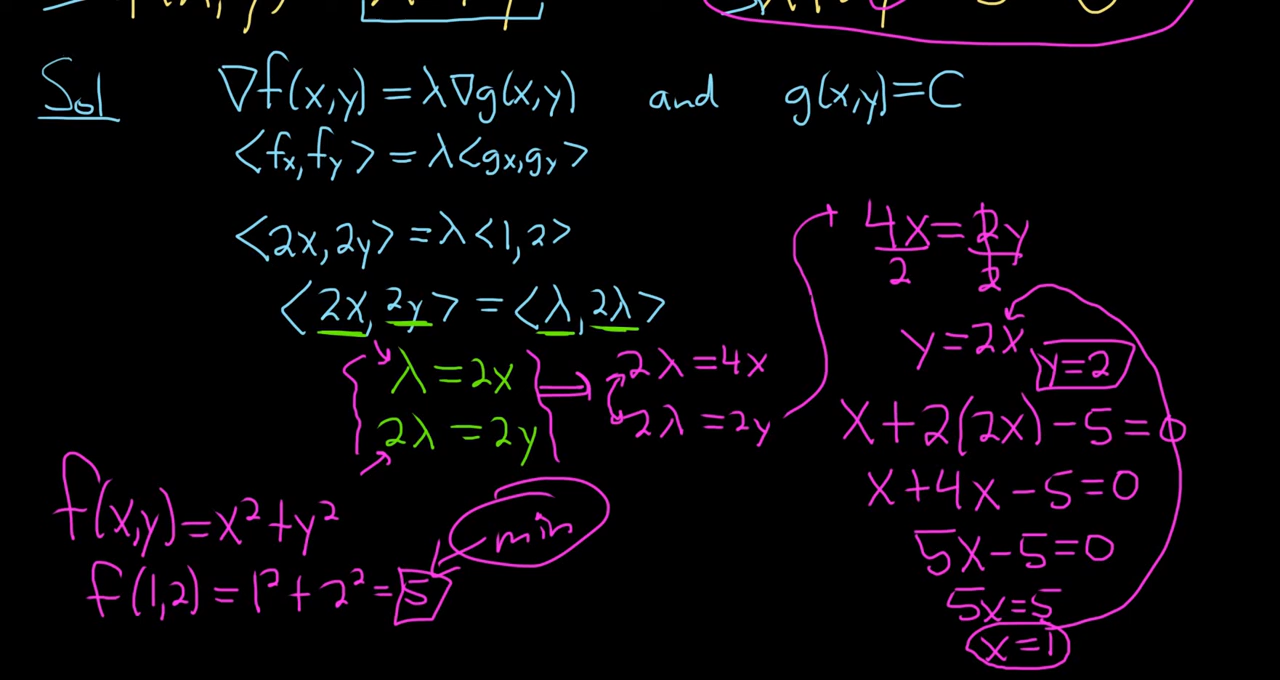 Sol ∇f(x,y) = λ∇g(x,y) and g(x,y)=C
<fx, fy> = λ<gx, gy>
<2x, 2y> = λ<1, 2>
<2x, 2y> = <λ, 2λ>
λ = 2x
2λ = 2y
⇒ 2λ = 4x
2λ = 2y
4x/2 = 2y/2
y = 2x
y=2
x + 2(2x) - 5 = 0
x + 4x - 5 = 0
5x - 5 = 0
5x = 5
x = 1
f(x,y) = x² + y²
f(1,2) = 1² + 2² = 5
min